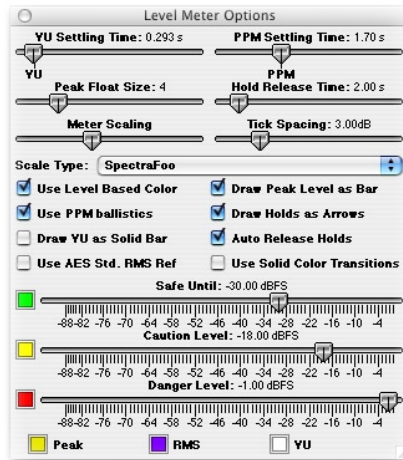 Level Meter Options
YU Settling Time: 0.293 s PPM Settling Time: 1.70 s
YU PPM
Peak Float Size: 4 Hold Release Time: 2.00 s
Meter Scaling Tick Spacing: 3.00dB
Scale Type: SpectraFoo
Use Level Based Color Draw Peak Level as Bar
Use PPM ballistics Draw Holds as Arrows
Draw YU as Solid Bar Auto Release Holds
Use AES Std. RMS Ref Use Solid Color Transitions
Safe Until: -30.00 dBFS
-88-82 -76 -70 -64 -58 -52 -46 -40 -34 -28 -22 -16 -10 -4
Caution Level: -18.00 dBFS
-88-82 -76 -70 -64 -58 -52 -46 -40 -34 -28 -22 -16 -10 -4
Danger Level: -1.00 dBFS
-88-82 -76 -70 -64 -58 -52 -46 -40 -34 -28 -22 -16 -10 -4
Peak RMS YU